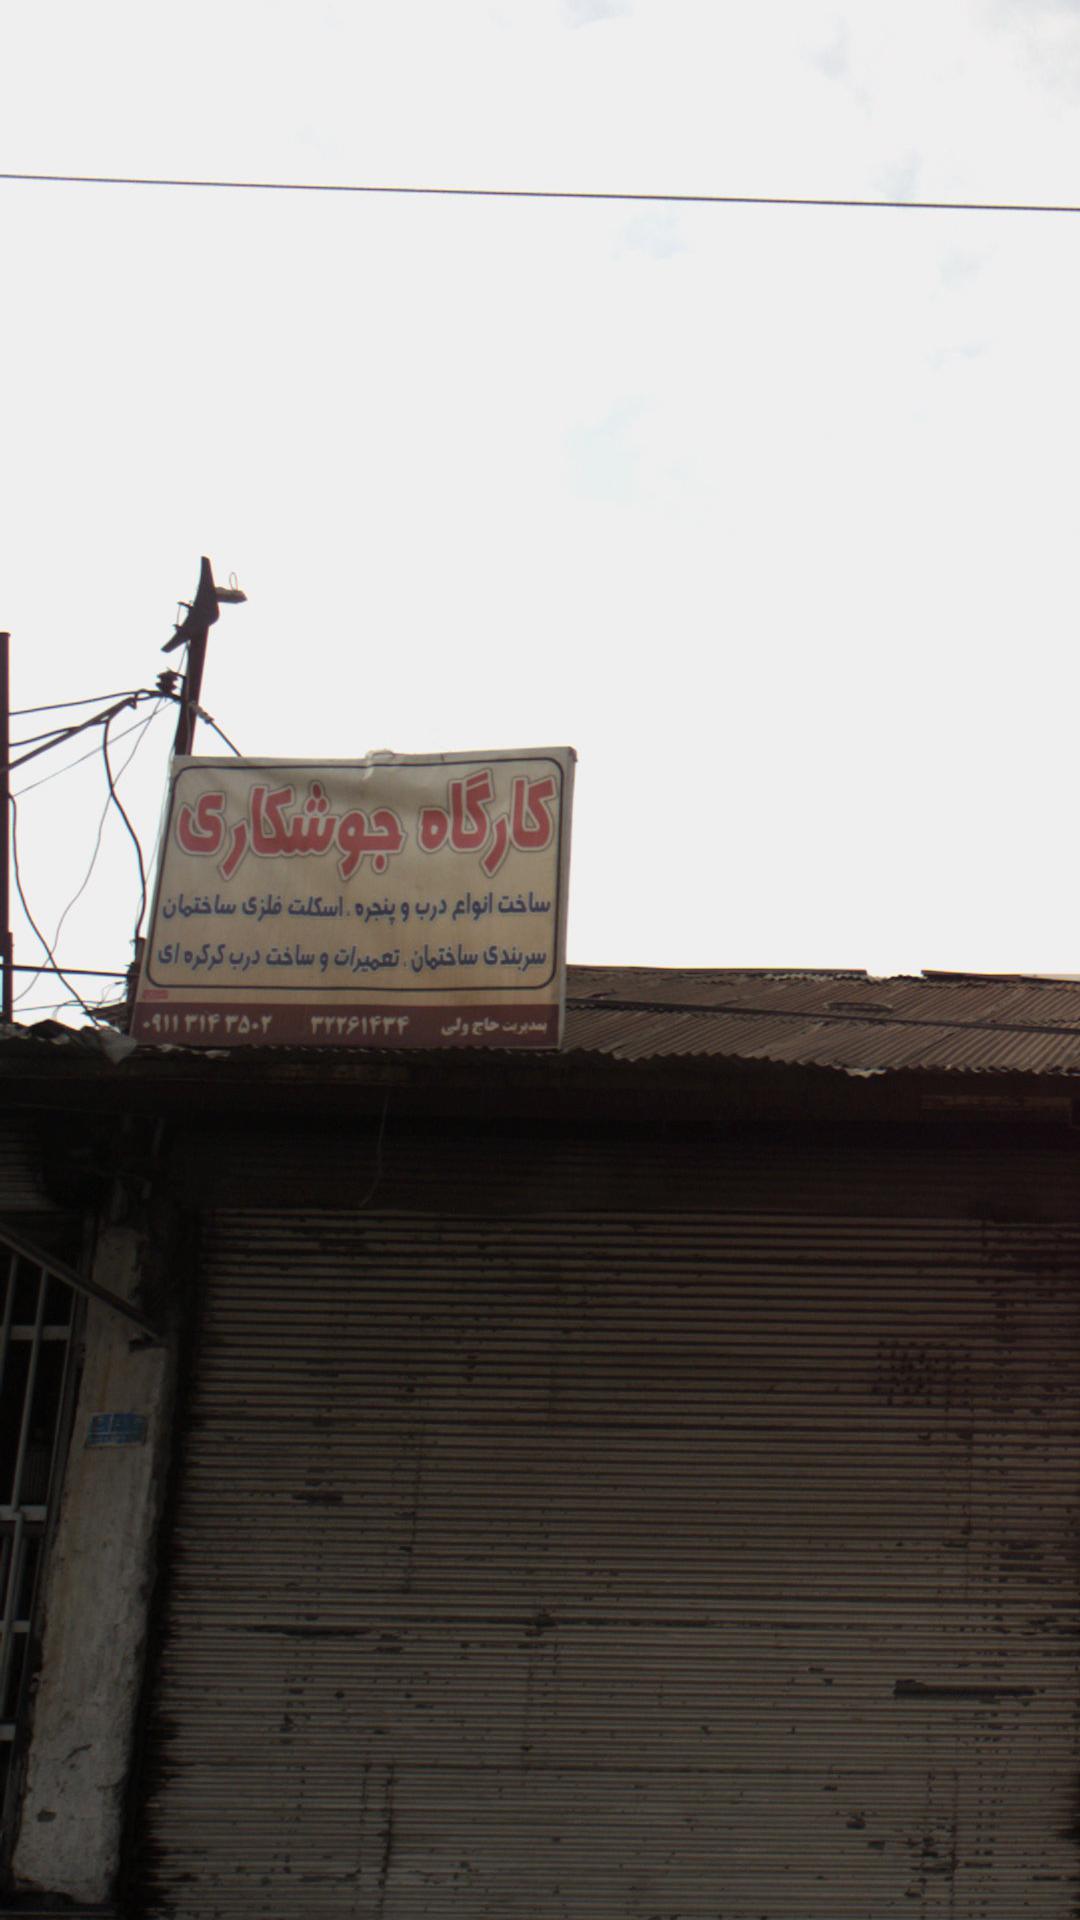 کارگاه جوشکاری
ساخت انواع درب و پنجره ، اسکلت فلزی ساختمان
سربندی ساختمان ، تعمیرات و ساخت درب کرکره ای
بمدیریت حاج ولی ۳۲۲۶۱۴۳۴ ۰۹۱۱ ۳۱۴ ۳۵۰۲